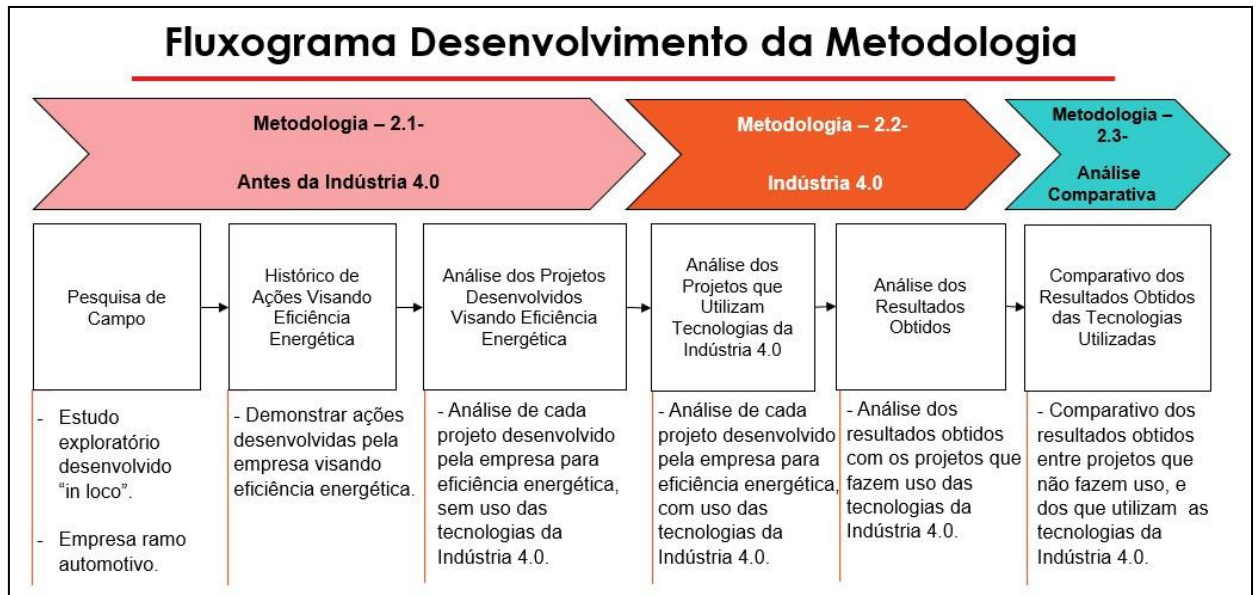 Fluxograma Desenvolvimento da Metodologia
Metodologia – 2.1-
Antes da Indústria 4.0
Metodologia – 2.2-
Indústria 4.0
Metodologia –
2.3-
Análise
Comparativa
Pesquisa de
Campo
Histórico de
Ações Visando
Eficiência
Energética
Análise dos Projetos
Desenvolvidos
Visando Eficiência
Energética
Análise dos
Projetos que
Utilizam
Tecnologias da
Indústria 4.0
Análise dos
Resultados
Obtidos
Comparativo dos
Resultados Obtidos
das Tecnologias
Utilizadas
- Estudo
exploratório
desenvolvido
“in loco”.
- Empresa ramo
automotivo.
- Demonstrar ações
desenvolvidas pela
empresa visando
eficiência energética.
- Análise de cada
projeto desenvolvido
pela empresa para
eficiência energética,
sem uso das
tecnologias da
Indústria 4.0.
- Análise de cada
projeto desenvolvido
pela empresa para
eficiência energética,
com uso das
tecnologias da
Indústria 4.0.
- Análise dos
resultados obtidos
com os projetos que
fazem uso das
tecnologias da
Indústria 4.0.
- Comparativo dos
resultados obtidos
entre projetos que
não fazem uso, e
dos que utilizam as
tecnologias da
Indústria 4.0.